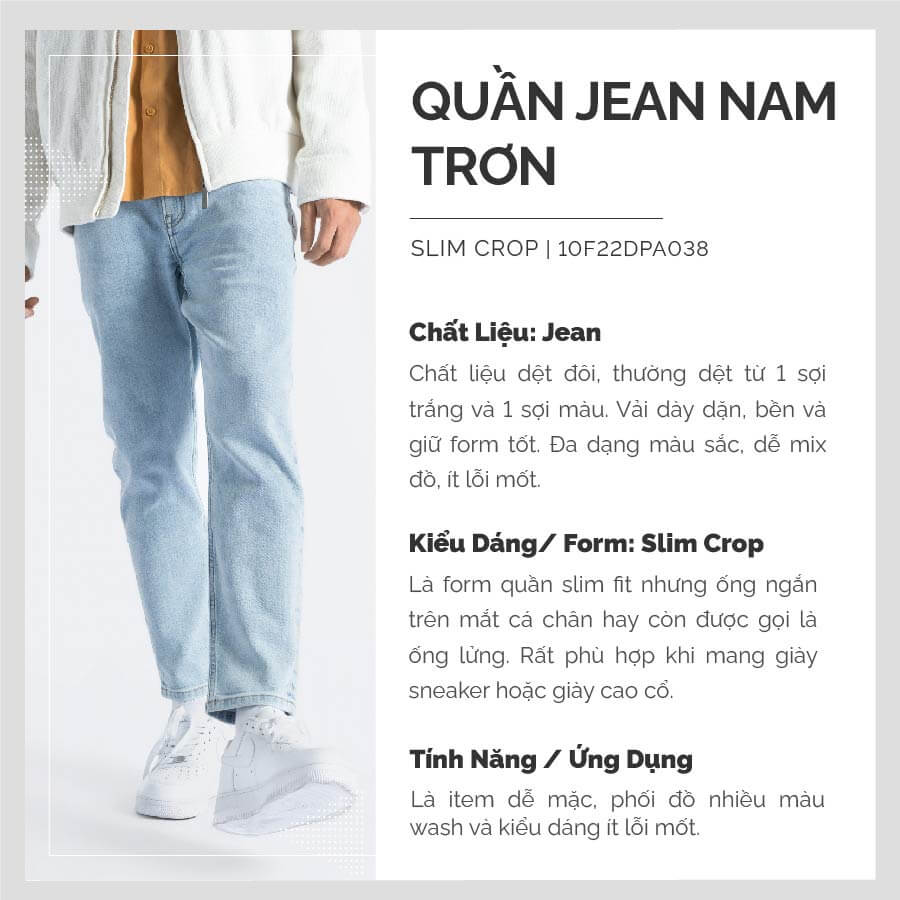 QUẦN JEAN NAM
TRƠN
SLIM CROP | 10F22DPA038
Chất Liệu: Jean
Chất liệu dệt đôi, thường dệt từ 1 sợi
trắng và 1 sợi màu. Vải dày dặn, bền và
giữ form tốt. Đa dạng màu sắc, dễ mix
đồ, ít lỗi mốt.
Kiểu Dáng/ Form: Slim Crop
Là form quần slim fit nhưng ống ngắn
trên mắt cá chân hay còn được gọi là
ống lửng. Rất phù hợp khi mang giày
sneaker hoặc giày cao cổ.
Tính Năng / Ứng Dụng
Là item dễ mặc, phối đồ nhiều màu
wash và kiểu dáng ít lỗi mốt.